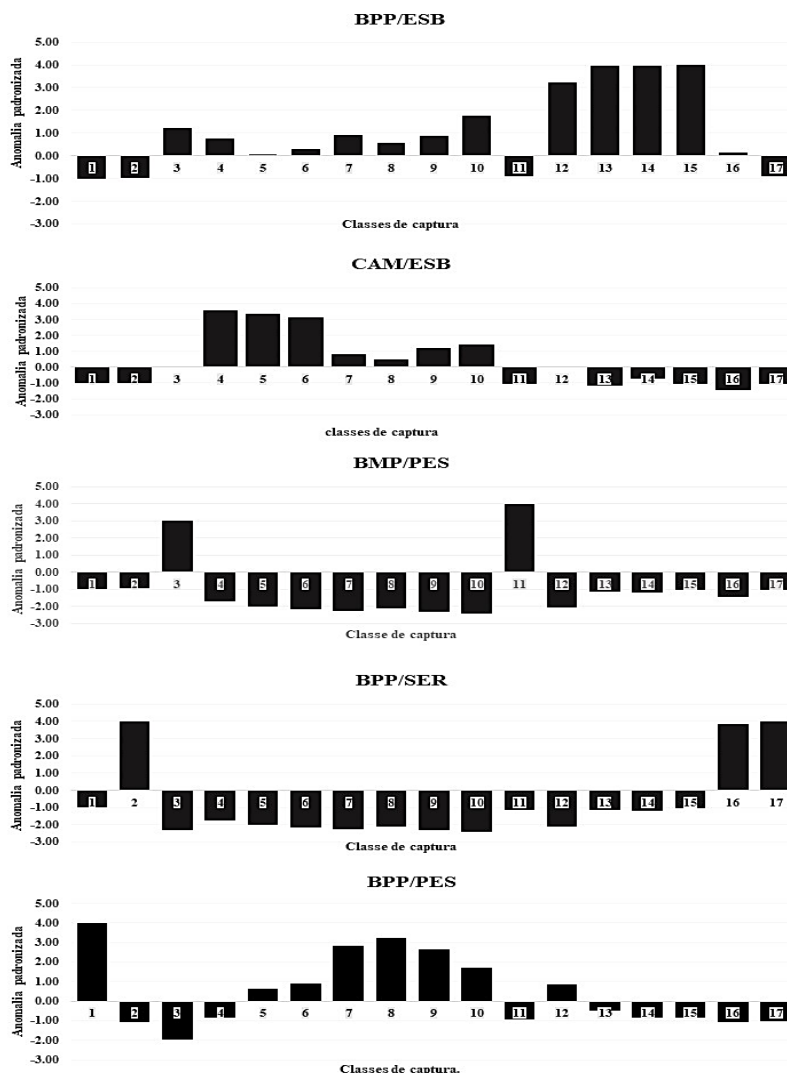 BPP/ESB
5.00
4.00
3.00
2.00
1.00
0.00
-1.00
-2.00
-3.00
Anomalia padronizada
1 2 3 4 5 6 7 8 9 10 11 12 13 14 15 16 17
Classes de captura
CAM/ESB
5.00
4.00
3.00
2.00
1.00
0.00
-1.00
-2.00
-3.00
Anomalia padronizada
1 2 3 4 5 6 7 8 9 10 11 12 13 14 15 16 17
classes de captura
BMP/PES
5.00
4.00
3.00
2.00
1.00
0.00
-1.00
-2.00
-3.00
Anomalia padronizada
1 2 3 4 5 6 7 8 9 10 11 12 13 14 15 16 17
Classe de captura
BPP/SER
5.00
4.00
3.00
2.00
1.00
0.00
-1.00
-2.00
-3.00
Anomalia padronizada
1 2 3 4 5 6 7 8 9 10 11 12 13 14 15 16 17
Classe de captura
BPP/PES
5.00
4.00
3.00
2.00
1.00
0.00
-1.00
-2.00
-3.00
Anomalia padronizada
1 2 3 4 5 6 7 8 9 10 11 12 13 14 15 16 17
Classes de captura.